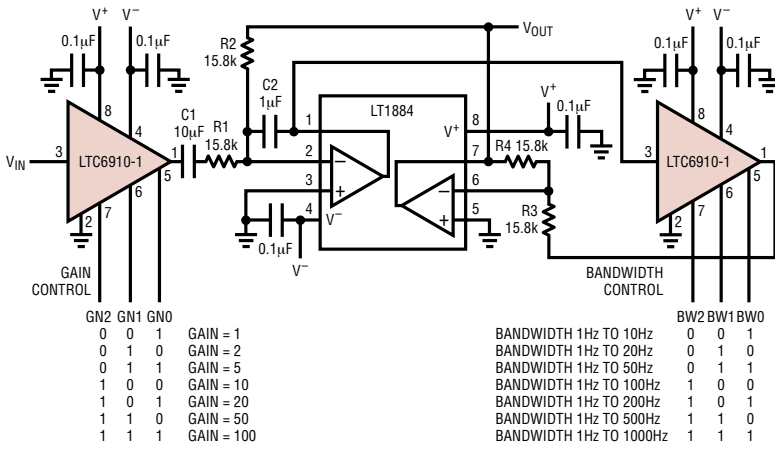 V+ V−
0.1µF 0.1µF
R2
15.8k
VOUT
V+ V−
0.1µF 0.1µF
C2
1µF
LT1884
V+
0.1µF
8
4
C1
10µF
R1
15.8k
1
8
V+
7
R4 15.8k
8
4
VIN
3
LTC6910-1
1
2
−
3
+
6
−
5
+
3
LTC6910-1
1
5
6
2
7
4
V−
R3
15.8k
5
6
2
7
0.1µF
V−
GAIN
CONTROL
BANDWIDTH
CONTROL
GN2 GN1 GN0
0 0 1 GAIN = 1
0 1 0 GAIN = 2
0 1 1 GAIN = 5
1 0 0 GAIN = 10
1 0 1 GAIN = 20
1 1 0 GAIN = 50
1 1 1 GAIN = 100
BW2 BW1 BW0
BANDWIDTH 1Hz TO 10Hz 0 0 1
BANDWIDTH 1Hz TO 20Hz 0 1 0
BANDWIDTH 1Hz TO 50Hz 0 1 1
BANDWIDTH 1Hz TO 100Hz 1 0 0
BANDWIDTH 1Hz TO 200Hz 1 0 1
BANDWIDTH 1Hz TO 500Hz 1 1 0
BANDWIDTH 1Hz TO 1000Hz 1 1 1